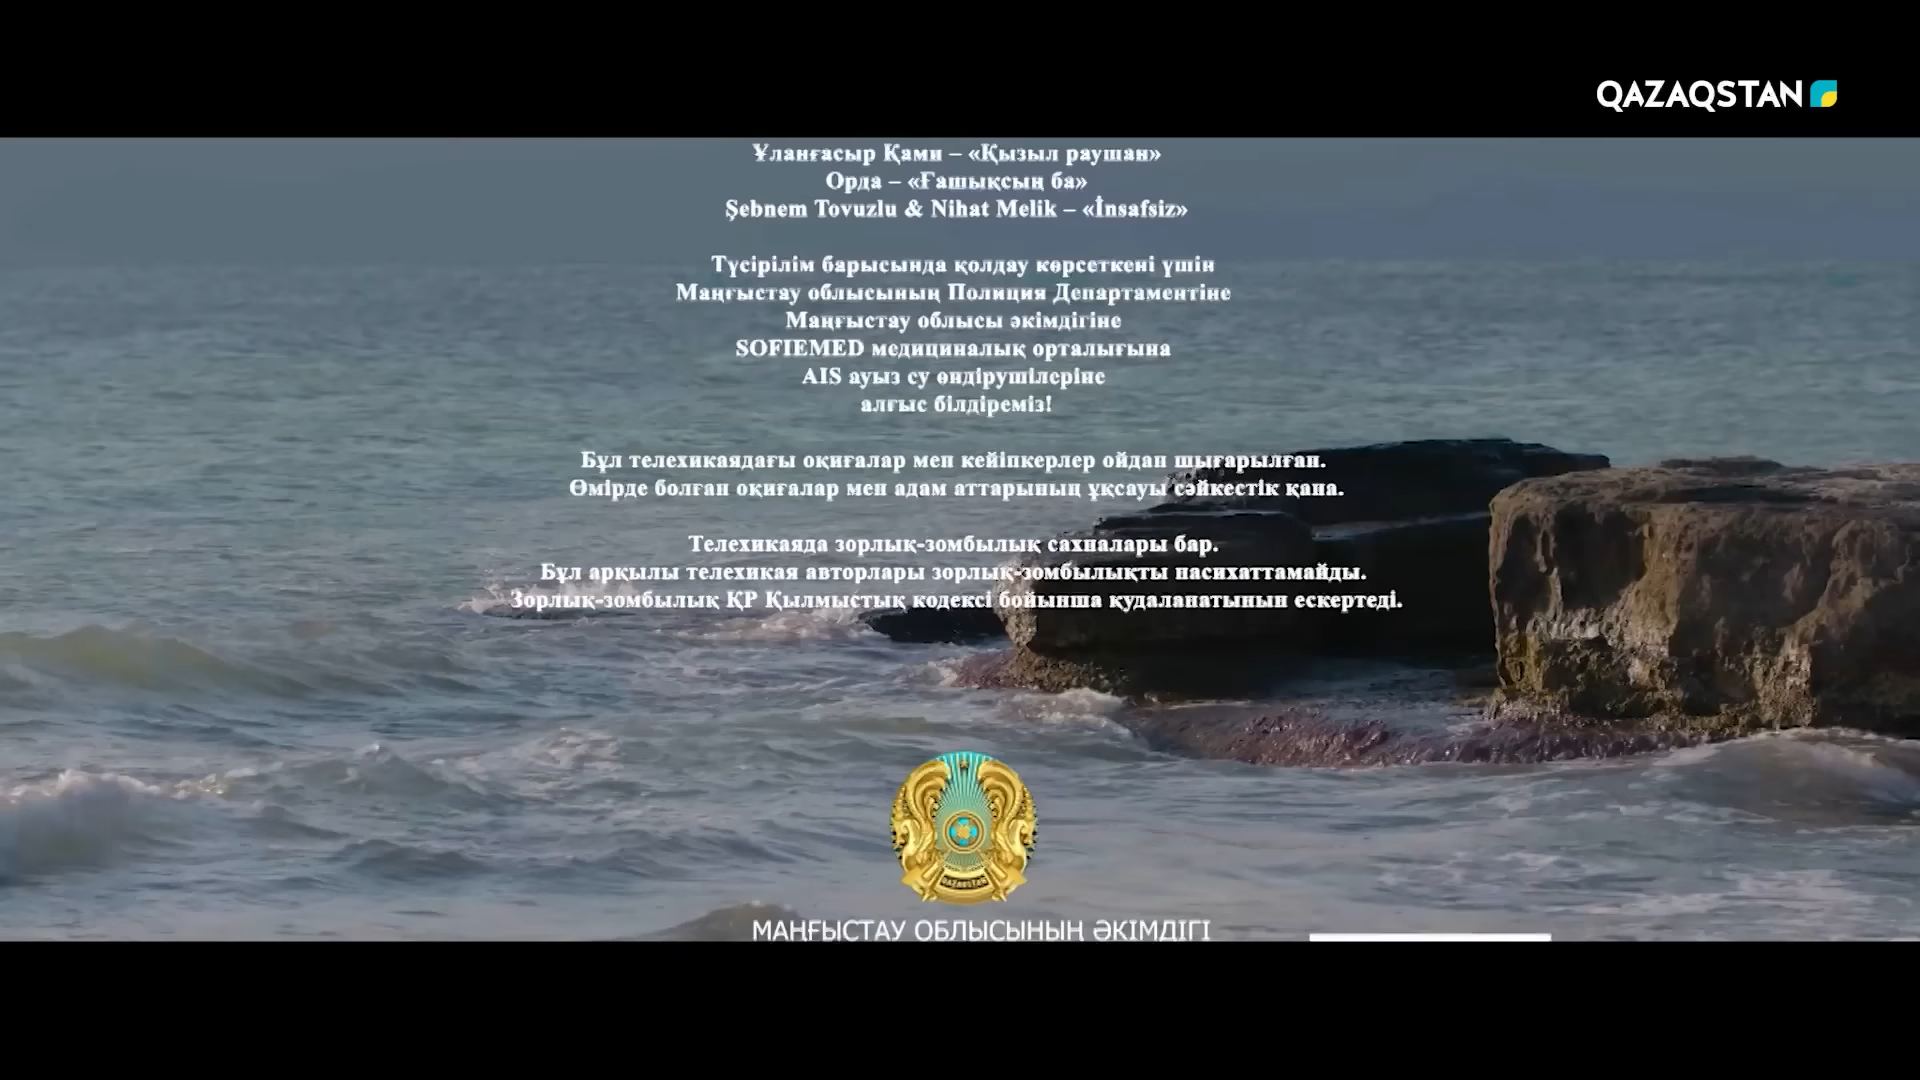 QAZAQSTAN
Ұланғасыр Қами – «Қызыл раушан»
Орда – «Ғашықсың ба»
Şebnem Tovuzlu & Nihat Melik – «İnsafsiz»
Түсірілім барысында қолдау көрсеткені үшін
Маңғыстау облысының Полиция Департаментіне
Маңғыстау облысы әкімдігіне
SOFIEMED медициналық орталығына
AIS ауыз су өндірушілеріне
алғыс білдіреміз!
Бұл телехикаядағы оқиғалар мен кейіпкерлер ойдан шығарылған.
Өмірде болған оқиғалар мен адам аттарының ұқсауы сәйкестік қана.
Телехикаяда зорлық-зомбылық сахналары бар.
Бұл арқылы телехикая авторлары зорлық-зомбылықты насихаттамайды.
Зорлық-зомбылық ҚР Қылмыстық кодексі бойынша қудаланатынын ескертеді.
QAZAQSTAN
МАҢҒЫСТАУ ОБЛЫСЫНЫҢ ӘКІМДІГІ